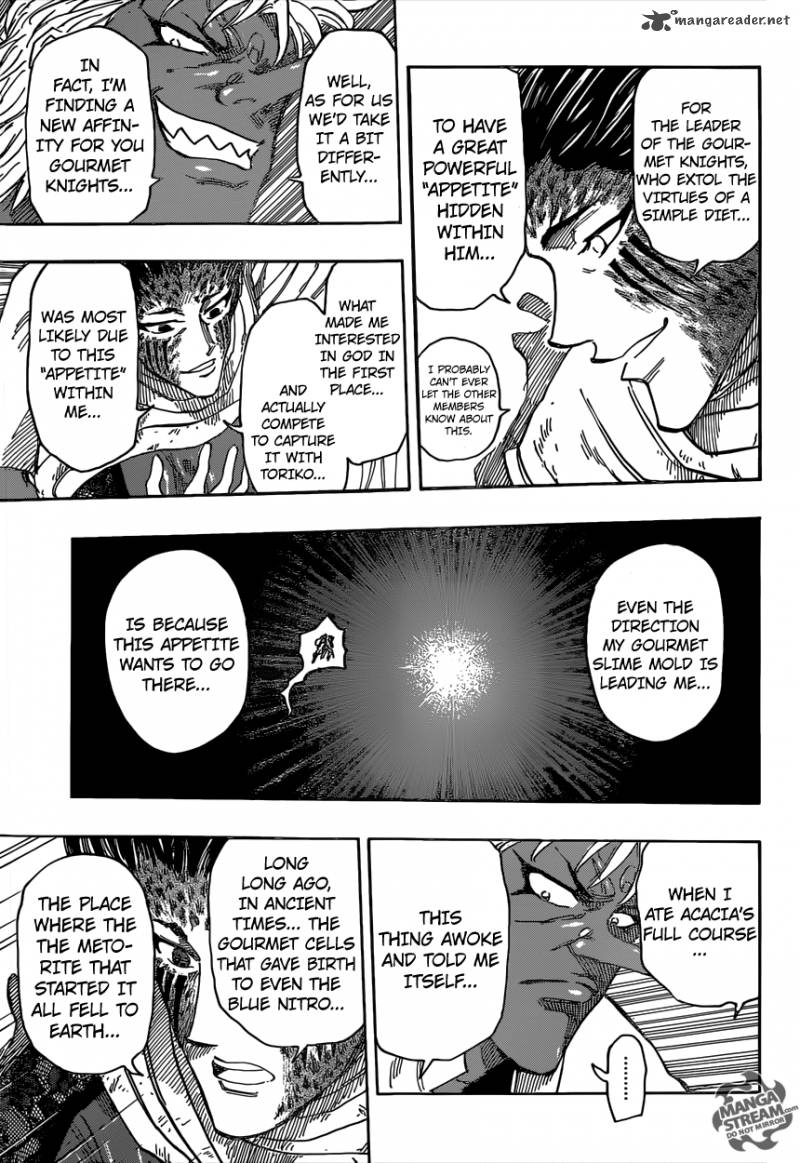 mangareader.net
FOR
THE LEADER
OF THE GOUR-
MET KNIGHTS,
WHO EXTOL THE
VIRTUES OF A
SIMPLE DIET...
TO HAVE
A GREAT
POWERFUL
"APPETITE"
HIDDEN
WITHIN
HIM...
I PROBABLY
CAN'T EVER
LET THE OTHER
MEMBERS
KNOW ABOUT
THIS.
WELL,
AS FOR US
WE'D TAKE
IT A BIT
DIFFER-
ENTLY...
IN
FACT, I'M
FINDING A
NEW AFFIN-
ITY FOR YOU
GOURMET
KNIGHTS...
WHAT
MADE ME
INTERESTED
IN GOD IN
THE FIRST
PLACE...
AND
ACTUALLY
COMPETE
TO CAPTURE
IT WITH
TORIKO...
WAS MOST
LIKELY DUE
TO THIS
"APPETITE"
WITHIN
ME...
EVEN THE
DIRECTION
MY GOURMET
SLIME MOLD IS
LEADING ME...
IS BECAUSE
THIS APPETITE
WANTS TO GO
THERE...
WHEN I
ATE ACACIA'S
FULL COURSE
...
THIS
THING AWOKE
AND TOLD ME
ITSELF...
.........
LONG
LONG AGO,
IN ANCIENT
TIMES... THE
GOURMET CELLS
THAT GAVE BIRTH
TO EVEN THE
BLUE NITRO...
THE PLACE
WHERE THE
THE METO-
RITE THAT
STARTED IT
ALL FELL TO
EARTH...
MANGA
STREAM.com
DO NOT MIRROR!